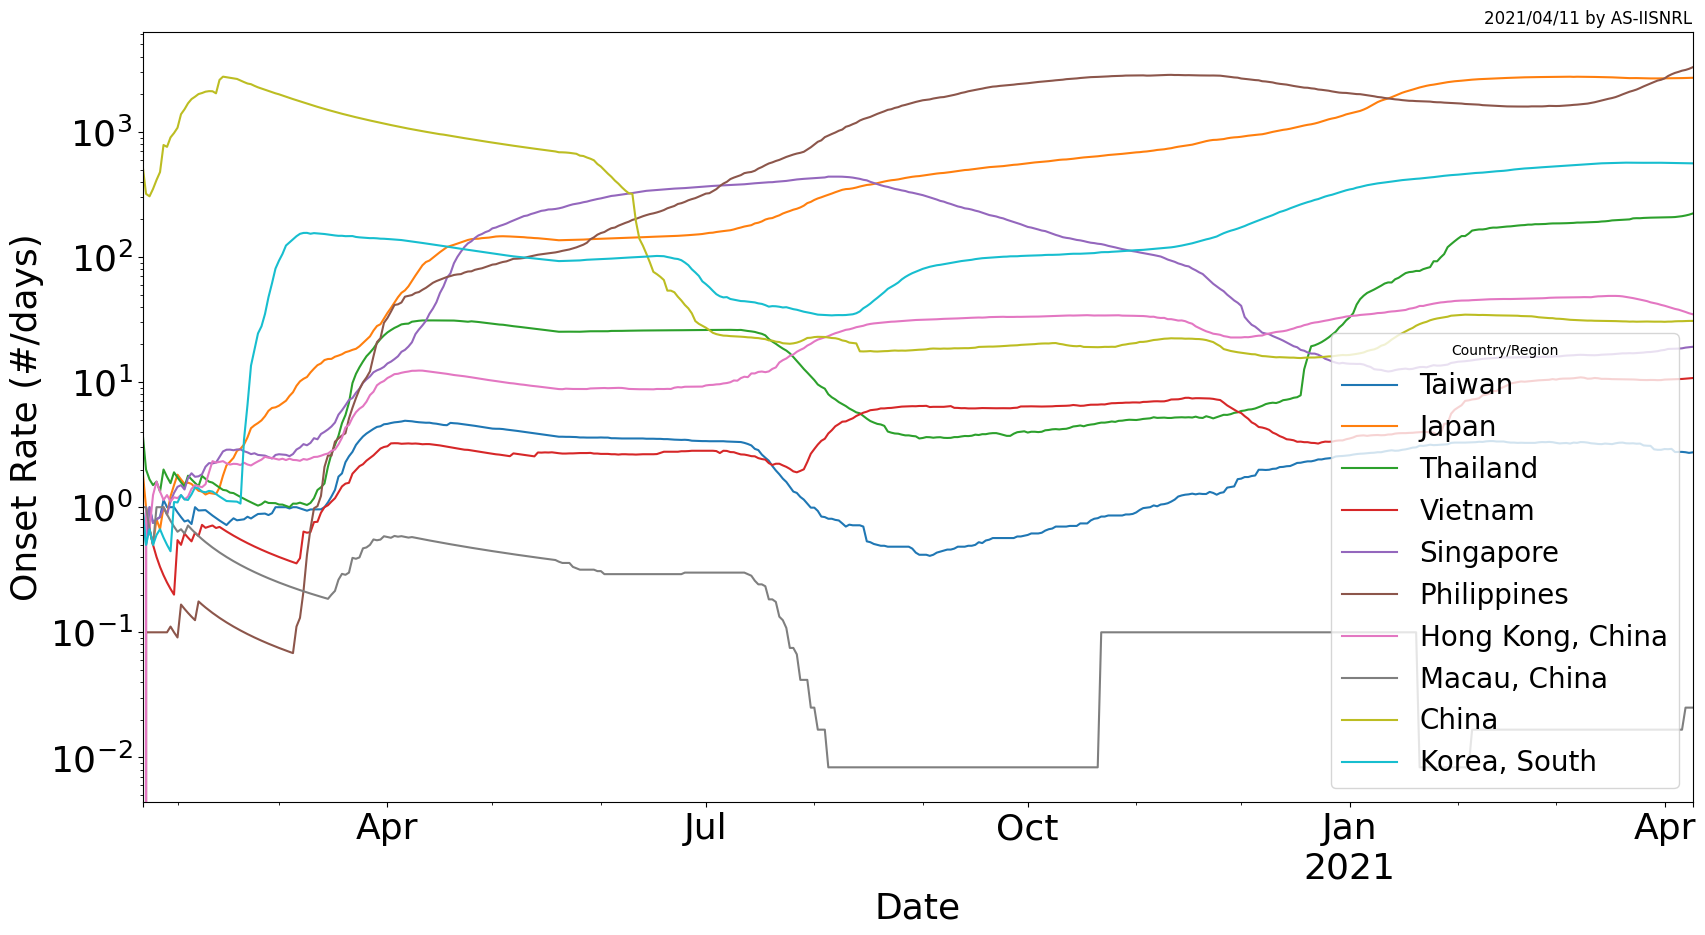 2021/04/11 by AS-IISNRL
Onset Rate (#/days)
10³
10²
10¹
10⁰
10⁻¹
10⁻²
Country/Region
Taiwan
Japan
Thailand
Vietnam
Singapore
Philippines
Hong Kong, China
Macau, China
China
Korea, South
Apr Jul Oct Jan Apr
2021
Date